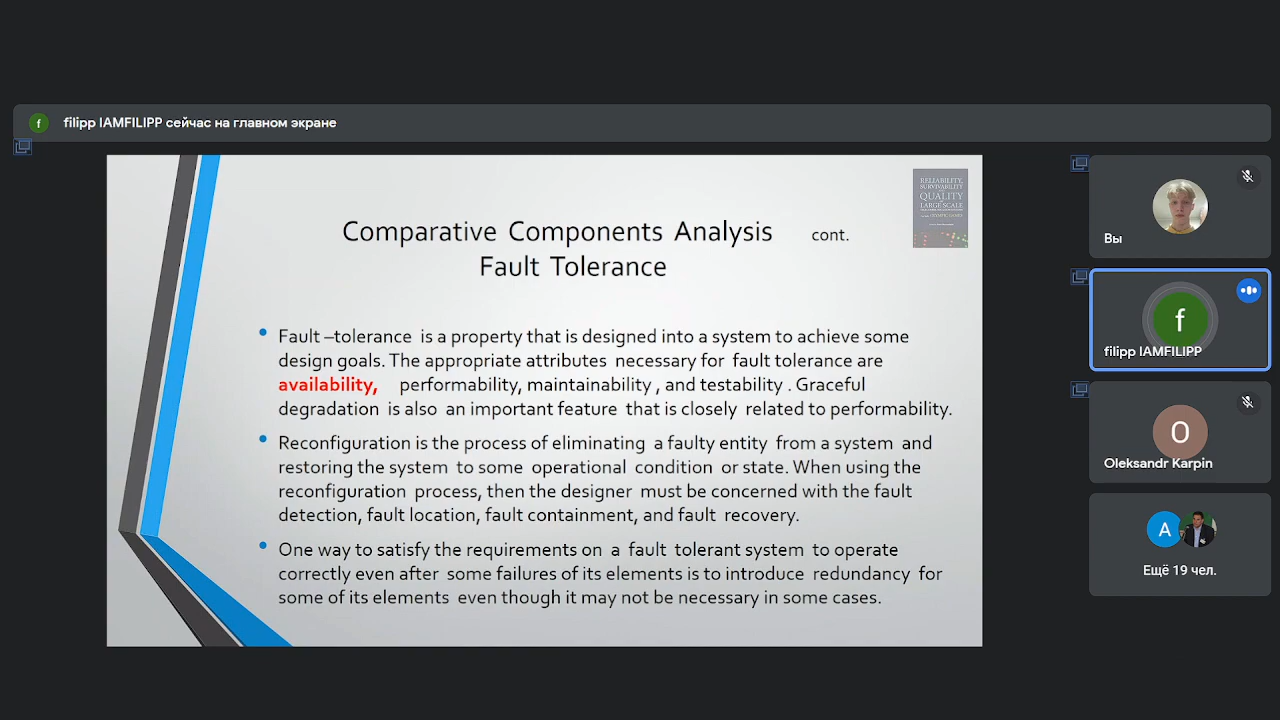 f
filipp IAMFILIPP сейчас на главном экране
RELIABILITY,
SURVIVABILITY
QUALITY
LARGE SCALE
Comparative Components Analysis cont.
Fault Tolerance
• Fault –tolerance is a property that is designed into a system to achieve some
design goals. The appropriate attributes necessary for fault tolerance are
availability, performability, maintainability , and testability . Graceful
degradation is also an important feature that is closely related to performability.
• Reconfiguration is the process of eliminating a faulty entity from a system and
restoring the system to some operational condition or state. When using the
reconfiguration process, then the designer must be concerned with the fault
detection, fault location, fault containment, and fault recovery.
• One way to satisfy the requirements on a fault tolerant system to operate
correctly even after some failures of its elements is to introduce redundancy for
some of its elements even though it may not be necessary in some cases.
Вы
f
filipp IAMFILIPP
O
Oleksandr Karpin
A
Ещё 19 чел.